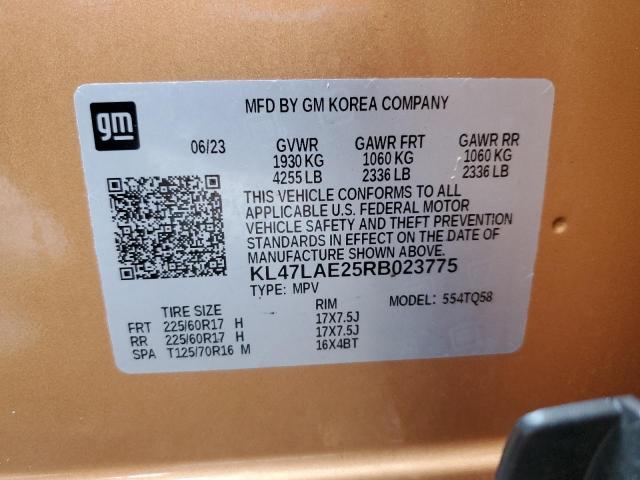 gm
MFD BY GM KOREA COMPANY
06/23 GVWR GAWR FRT GAWR RR
1930 KG 1060 KG 1060 KG
4255 LB 2336 LB 2336 LB
THIS VEHICLE CONFORMS TO ALL
APPLICABLE U.S. FEDERAL MOTOR
VEHICLE SAFETY AND THEFT PREVENTION
STANDARDS IN EFFECT ON THE DATE OF
MANUFACTURE SHOWN ABOVE.
KL47LAE25RB023775
TYPE: MPV MODEL: 554TQ58
TIRE SIZE RIM
FRT 225/60R17 H 17X7.5J
RR 225/60R17 H 17X7.5J
SPA T125/70R16 M 16X4BT